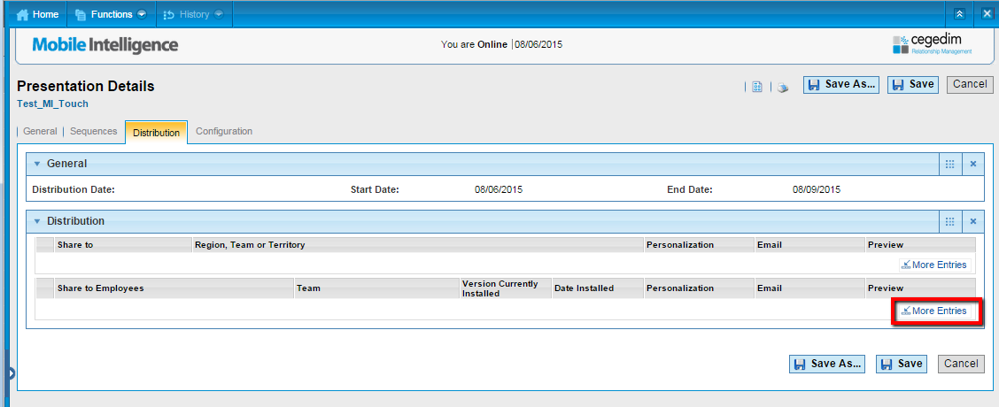 Home Functions History
Mobile Intelligence You are Online | 08/06/2015 cegedim
Relationship Management
Presentation Details Save As... Save Cancel
Test_MI_Touch
General Sequences Distribution Configuration
General
Distribution Date: Start Date: 08/06/2015 End Date: 08/09/2015
Distribution
Share to Region, Team or Territory Personalization Email Preview
More Entries
Share to Employees Team Version Currently Installed Date Installed Personalization Email Preview
More Entries
Save As... Save Cancel